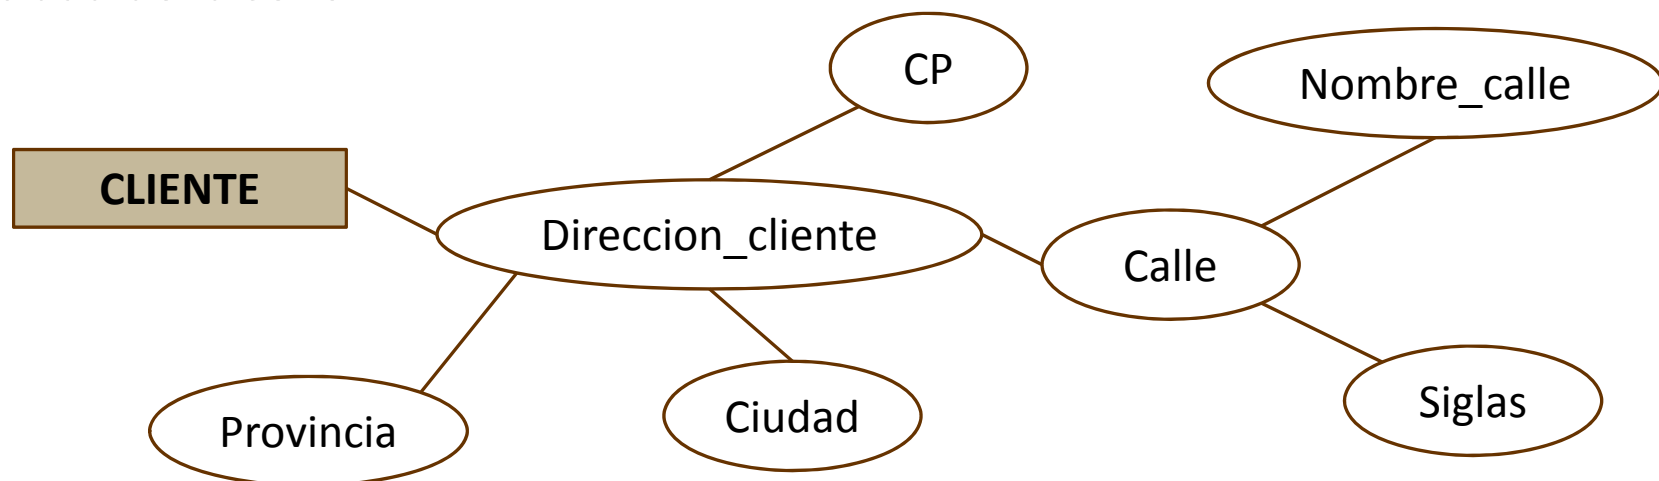 CP
Nombre_calle
CLIENTE
Direccion_cliente
Calle
Provincia
Ciudad
Siglas